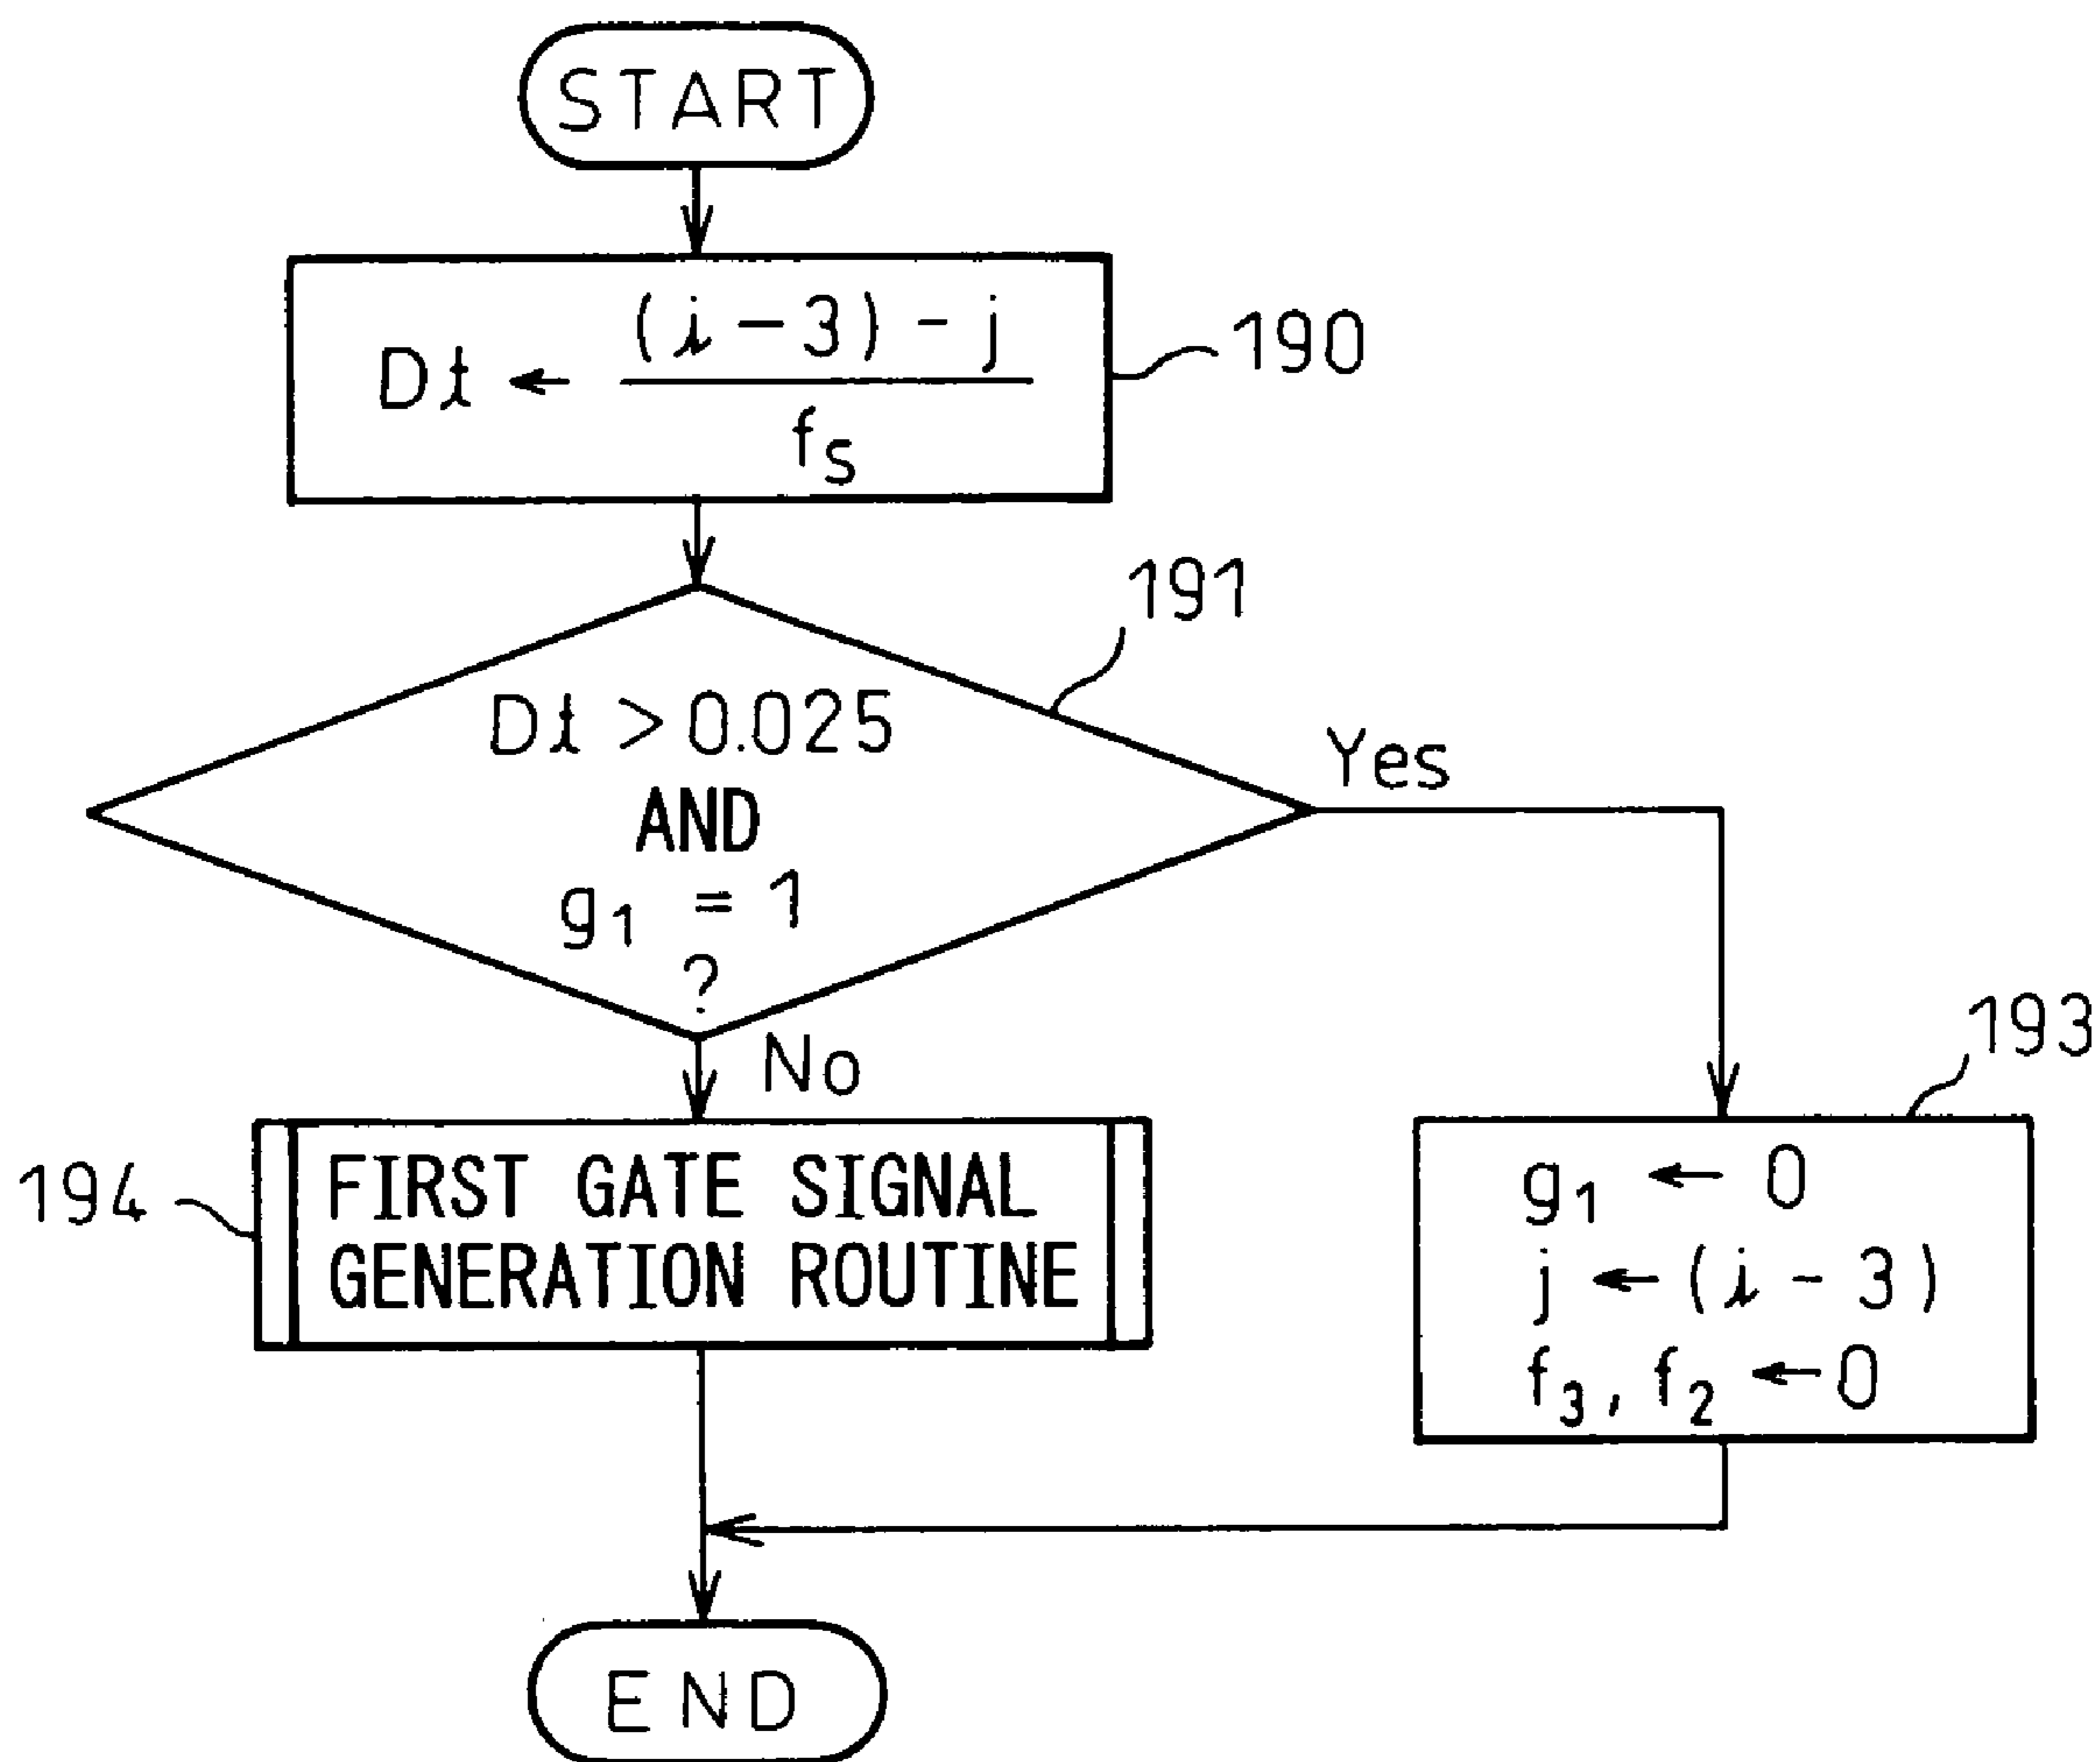 START
Dt ← (i − 3) − j
fs
190
191
Dt > 0.025
AND
g1 = 1
?
Yes
No
193
194
FIRST GATE SIGNAL
GENERATION ROUTINE
g1 ← 0
j ← (i − 3)
f3, f2 ← 0
END